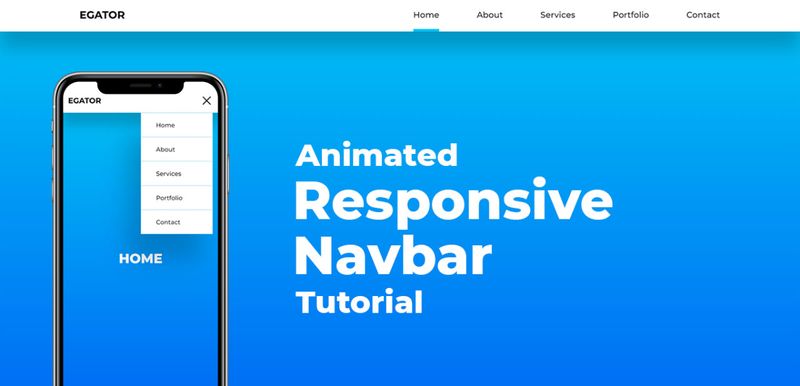 EGATOR
Home About Services Portfolio Contact
EGATOR
Home
About
Services
Portfolio
Contact
HOME
Animated
Responsive
Navbar
Tutorial